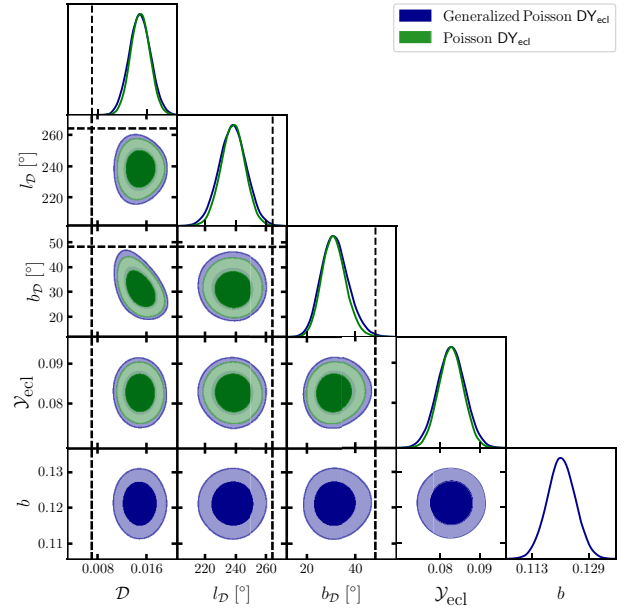 Generalized Poisson DY_ecl
Poisson DY_ecl
260
240
220
l_𝒟 [°]
50
40
30
20
b_𝒟 [°]
0.09
0.08
𝒴_ecl
0.13
0.12
0.11
b
0.008 0.016
220 240 260
20 40
0.08 0.09
0.113 0.129
𝒟
l_𝒟 [°]
b_𝒟 [°]
𝒴_ecl
b